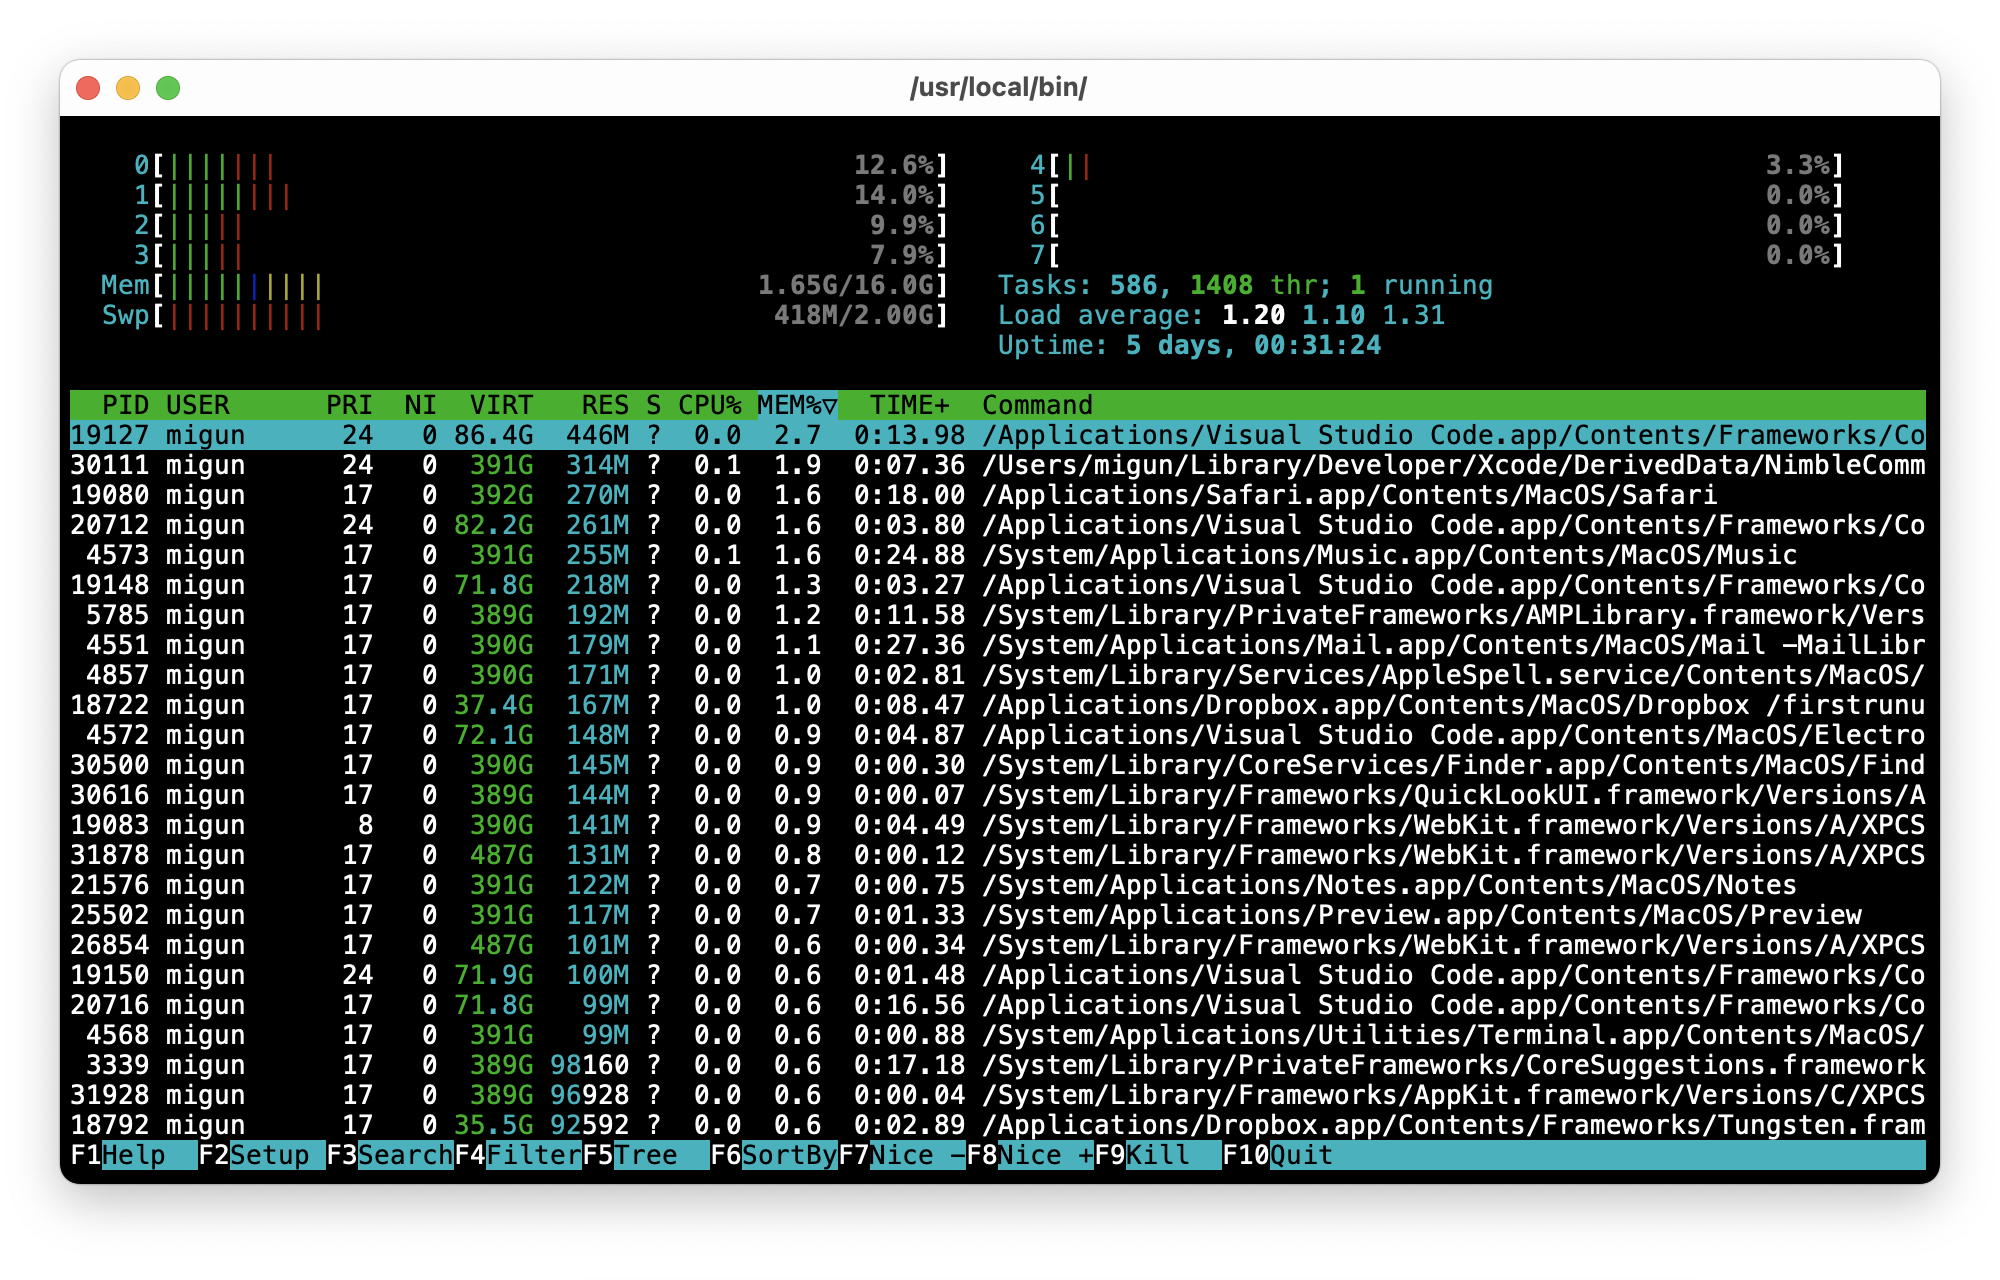 /usr/local/bin/
0[||||||| 12.6%] 4[|| 3.3%]
1[|||||||| 14.0%] 5[ 0.0%]
2[||||| 9.9%] 6[ 0.0%]
3[||||| 7.9%] 7[ 0.0%]
Mem[|||||||||| 1.65G/16.0G] Tasks: 586, 1408 thr; 1 running
Swp[|||||||||| 418M/2.00G] Load average: 1.20 1.10 1.31
Uptime: 5 days, 00:31:24
PID USER PRI NI VIRT RES S CPU% MEM%▽ TIME+ Command
19127 migun 24 0 86.4G 446M ? 0.0 2.7 0:13.98 /Applications/Visual Studio Code.app/Contents/Frameworks/Co
30111 migun 24 0 391G 314M ? 0.1 1.9 0:07.36 /Users/migun/Library/Developer/Xcode/DerivedData/NimbleComm
19080 migun 17 0 392G 270M ? 0.0 1.6 0:18.00 /Applications/Safari.app/Contents/MacOS/Safari
20712 migun 24 0 82.2G 261M ? 0.0 1.6 0:03.80 /Applications/Visual Studio Code.app/Contents/Frameworks/Co
4573 migun 17 0 391G 255M ? 0.1 1.6 0:24.88 /System/Applications/Music.app/Contents/MacOS/Music
19148 migun 17 0 71.8G 218M ? 0.0 1.3 0:03.27 /Applications/Visual Studio Code.app/Contents/Frameworks/Co
5785 migun 17 0 389G 192M ? 0.0 1.2 0:11.58 /System/Library/PrivateFrameworks/AMPLibrary.framework/Vers
4551 migun 17 0 390G 179M ? 0.0 1.1 0:27.36 /System/Applications/Mail.app/Contents/MacOS/Mail -MailLibr
4857 migun 17 0 390G 171M ? 0.0 1.0 0:02.81 /System/Library/Services/AppleSpell.service/Contents/MacOS/
18722 migun 17 0 37.4G 167M ? 0.0 1.0 0:08.47 /Applications/Dropbox.app/Contents/MacOS/Dropbox /firstrunu
4572 migun 17 0 72.1G 148M ? 0.0 0.9 0:04.87 /Applications/Visual Studio Code.app/Contents/MacOS/Electro
30500 migun 17 0 390G 145M ? 0.0 0.9 0:00.30 /System/Library/CoreServices/Finder.app/Contents/MacOS/Find
30616 migun 17 0 389G 144M ? 0.0 0.9 0:00.07 /System/Library/Frameworks/QuickLookUI.framework/Versions/A
19083 migun 8 0 390G 141M ? 0.0 0.9 0:04.49 /System/Library/Frameworks/WebKit.framework/Versions/A/XPCS
31878 migun 17 0 487G 131M ? 0.0 0.8 0:00.12 /System/Library/Frameworks/WebKit.framework/Versions/A/XPCS
21576 migun 17 0 391G 122M ? 0.0 0.7 0:00.75 /System/Applications/Notes.app/Contents/MacOS/Notes
25502 migun 17 0 391G 117M ? 0.0 0.7 0:01.33 /System/Applications/Preview.app/Contents/MacOS/Preview
26854 migun 17 0 487G 101M ? 0.0 0.6 0:00.34 /System/Library/Frameworks/WebKit.framework/Versions/A/XPCS
19150 migun 24 0 71.9G 100M ? 0.0 0.6 0:01.48 /Applications/Visual Studio Code.app/Contents/Frameworks/Co
20716 migun 17 0 71.8G 99M ? 0.0 0.6 0:16.56 /Applications/Visual Studio Code.app/Contents/Frameworks/Co
4568 migun 17 0 391G 99M ? 0.0 0.6 0:00.88 /System/Applications/Utilities/Terminal.app/Contents/MacOS/
3339 migun 17 0 389G 98160 ? 0.0 0.6 0:17.18 /System/Library/PrivateFrameworks/CoreSuggestions.framework
31928 migun 17 0 389G 96928 ? 0.0 0.6 0:00.04 /System/Library/Frameworks/AppKit.framework/Versions/C/XPCS
18792 migun 17 0 35.5G 92592 ? 0.0 0.6 0:02.89 /Applications/Dropbox.app/Contents/Frameworks/Tungsten.fram
F1Help F2Setup F3SearchF4FilterF5Tree F6SortByF7Nice -F8Nice +F9Kill F10Quit